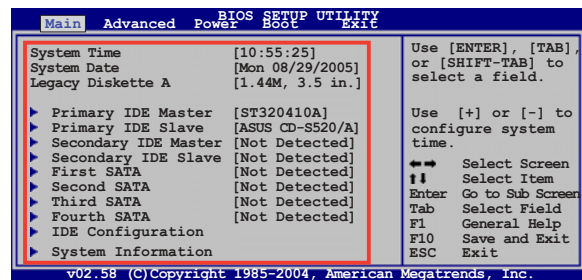 BIOS SETUP UTILITY
Main Advanced Power Boot Exit
System Time [10:55:25]
System Date [Mon 08/29/2005]
Legacy Diskette A [1.44M, 3.5 in.]
Primary IDE Master [ST320410A]
Primary IDE Slave [ASUS CD-S520/A]
Secondary IDE Master [Not Detected]
Secondary IDE Slave [Not Detected]
First SATA [Not Detected]
Second SATA [Not Detected]
Third SATA [Not Detected]
Fourth SATA [Not Detected]
IDE Configuration
System Information
Use [ENTER], [TAB],
or [SHIFT-TAB] to
select a field.
Use [+] or [-] to
configure system
time.
Select Screen
Select Item
Enter Go to Sub Screen
Tab Select Field
F1 General Help
F10 Save and Exit
ESC Exit
v02.58 (C)Copyright 1985-2004, American Megatrends, Inc.